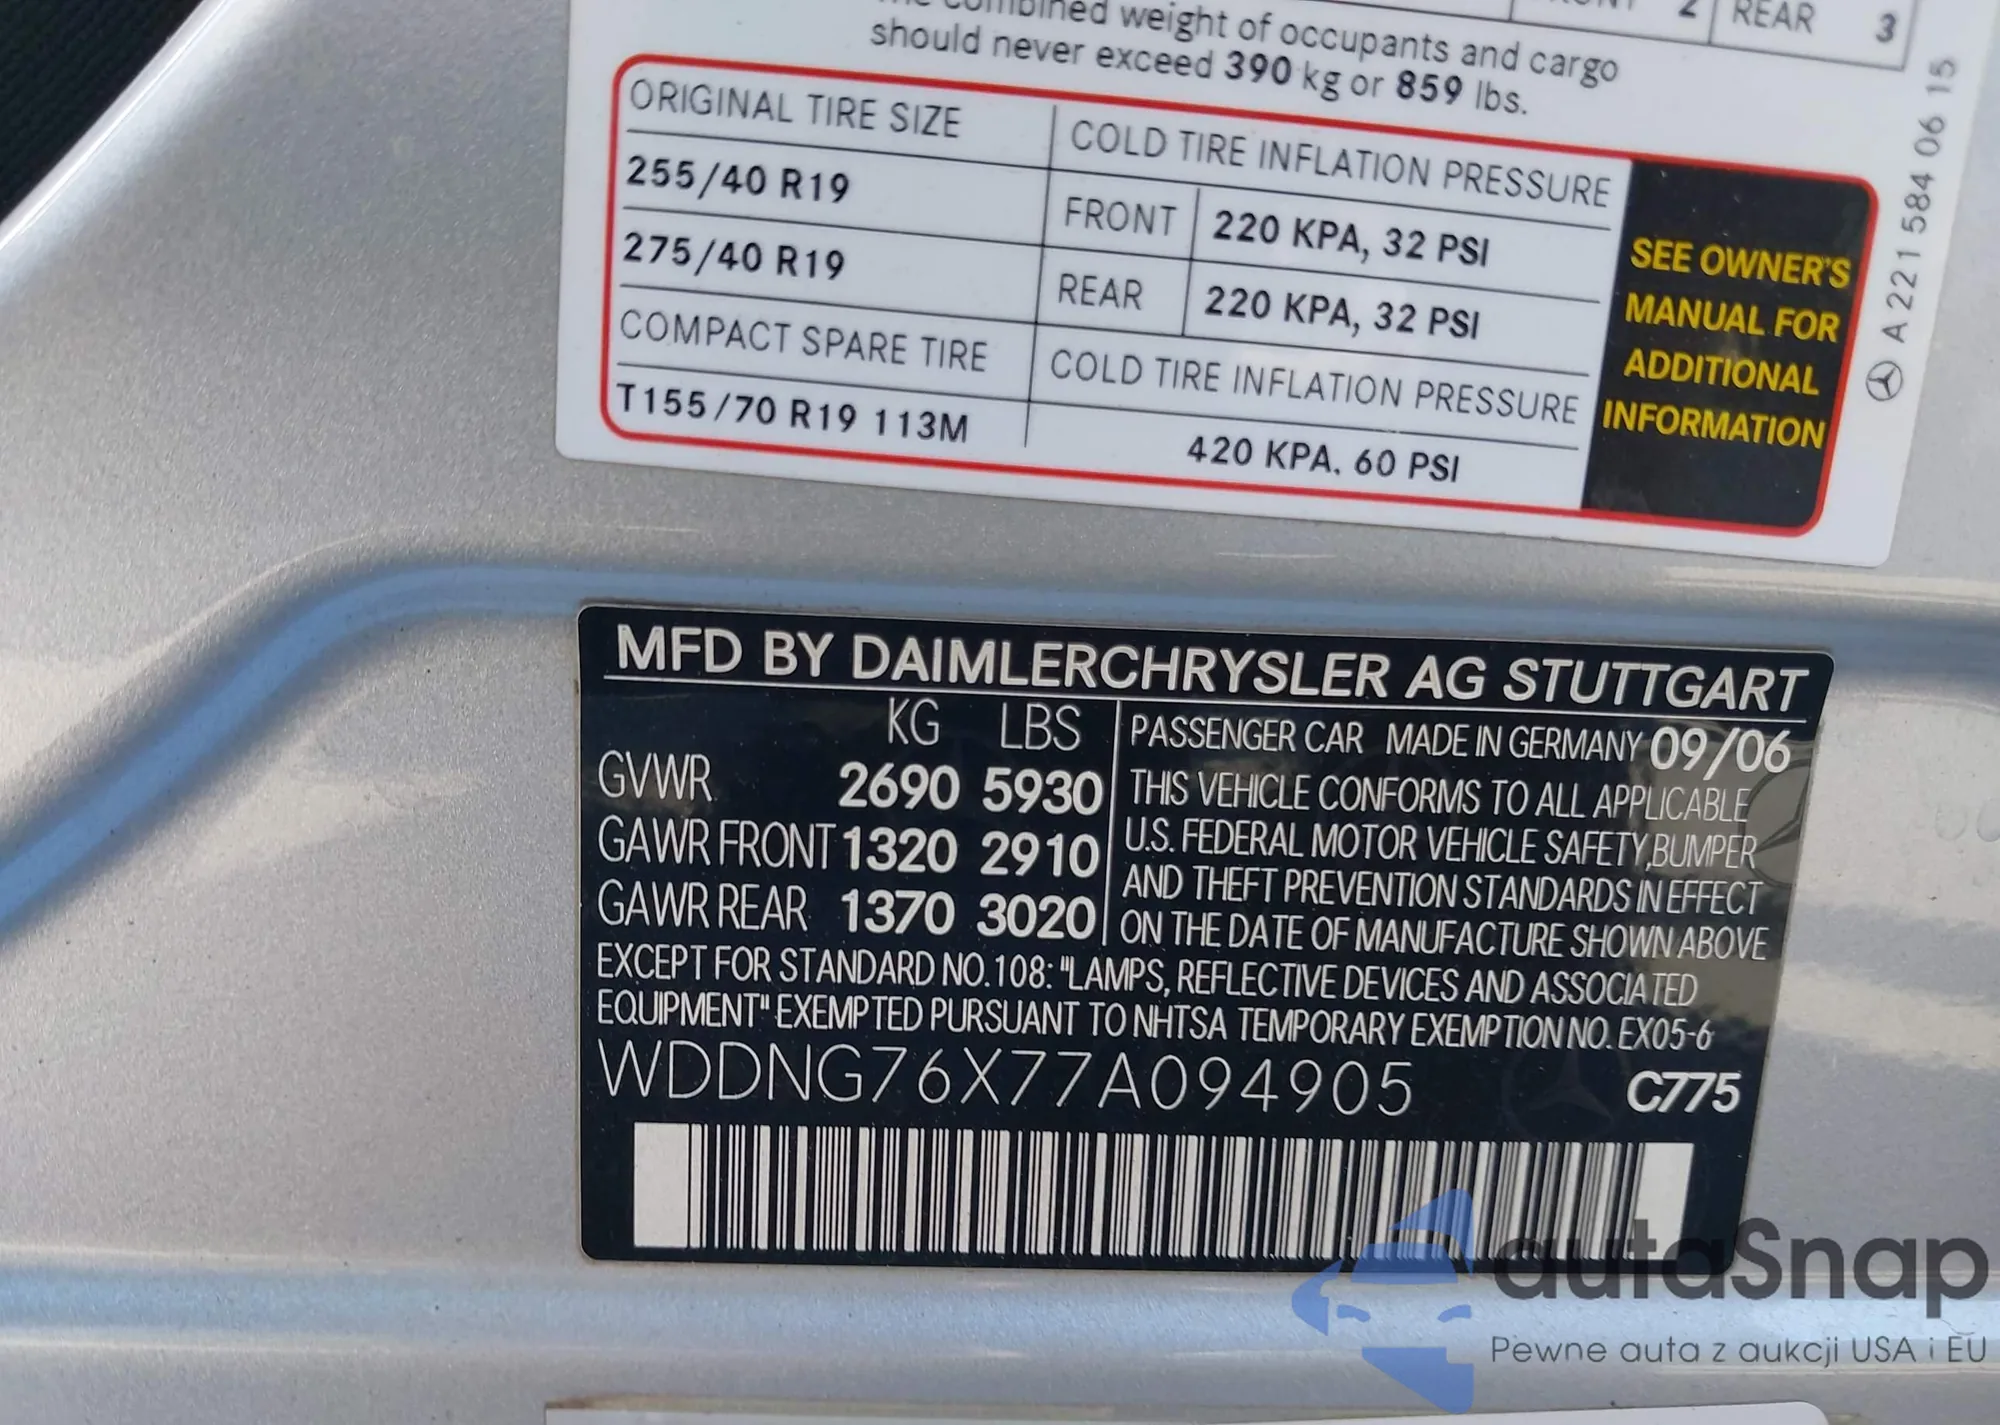 The combined weight of occupants and cargo
should never exceed 390 kg or 859 lbs.
FRONT 2 REAR 3
ORIGINAL TIRE SIZE
COLD TIRE INFLATION PRESSURE
255/40 R19
FRONT 220 KPA, 32 PSI
275/40 R19
REAR 220 KPA, 32 PSI
COMPACT SPARE TIRE
COLD TIRE INFLATION PRESSURE
T155/70 R19 113M
420 KPA. 60 PSI
SEE OWNER'S
MANUAL FOR
ADDITIONAL
INFORMATION
A 221 584 06 15
MFD BY DAIMLERCHRYSLER AG STUTTGART
KG LBS
GVWR 2690 5930
GAWR FRONT 1320 2910
GAWR REAR 1370 3020
PASSENGER CAR MADE IN GERMANY 09/06
THIS VEHICLE CONFORMS TO ALL APPLICABLE
U.S. FEDERAL MOTOR VEHICLE SAFETY,BUMPER
AND THEFT PREVENTION STANDARDS IN EFFECT
ON THE DATE OF MANUFACTURE SHOWN ABOVE
EXCEPT FOR STANDARD NO.108: "LAMPS, REFLECTIVE DEVICES AND ASSOCIATED
EQUIPMENT" EXEMPTED PURSUANT TO NHTSA TEMPORARY EXEMPTION NO. EX05-6
WDDNG76X77A094905 C775
autaSnap
Pewne auta z aukcji USA i EU